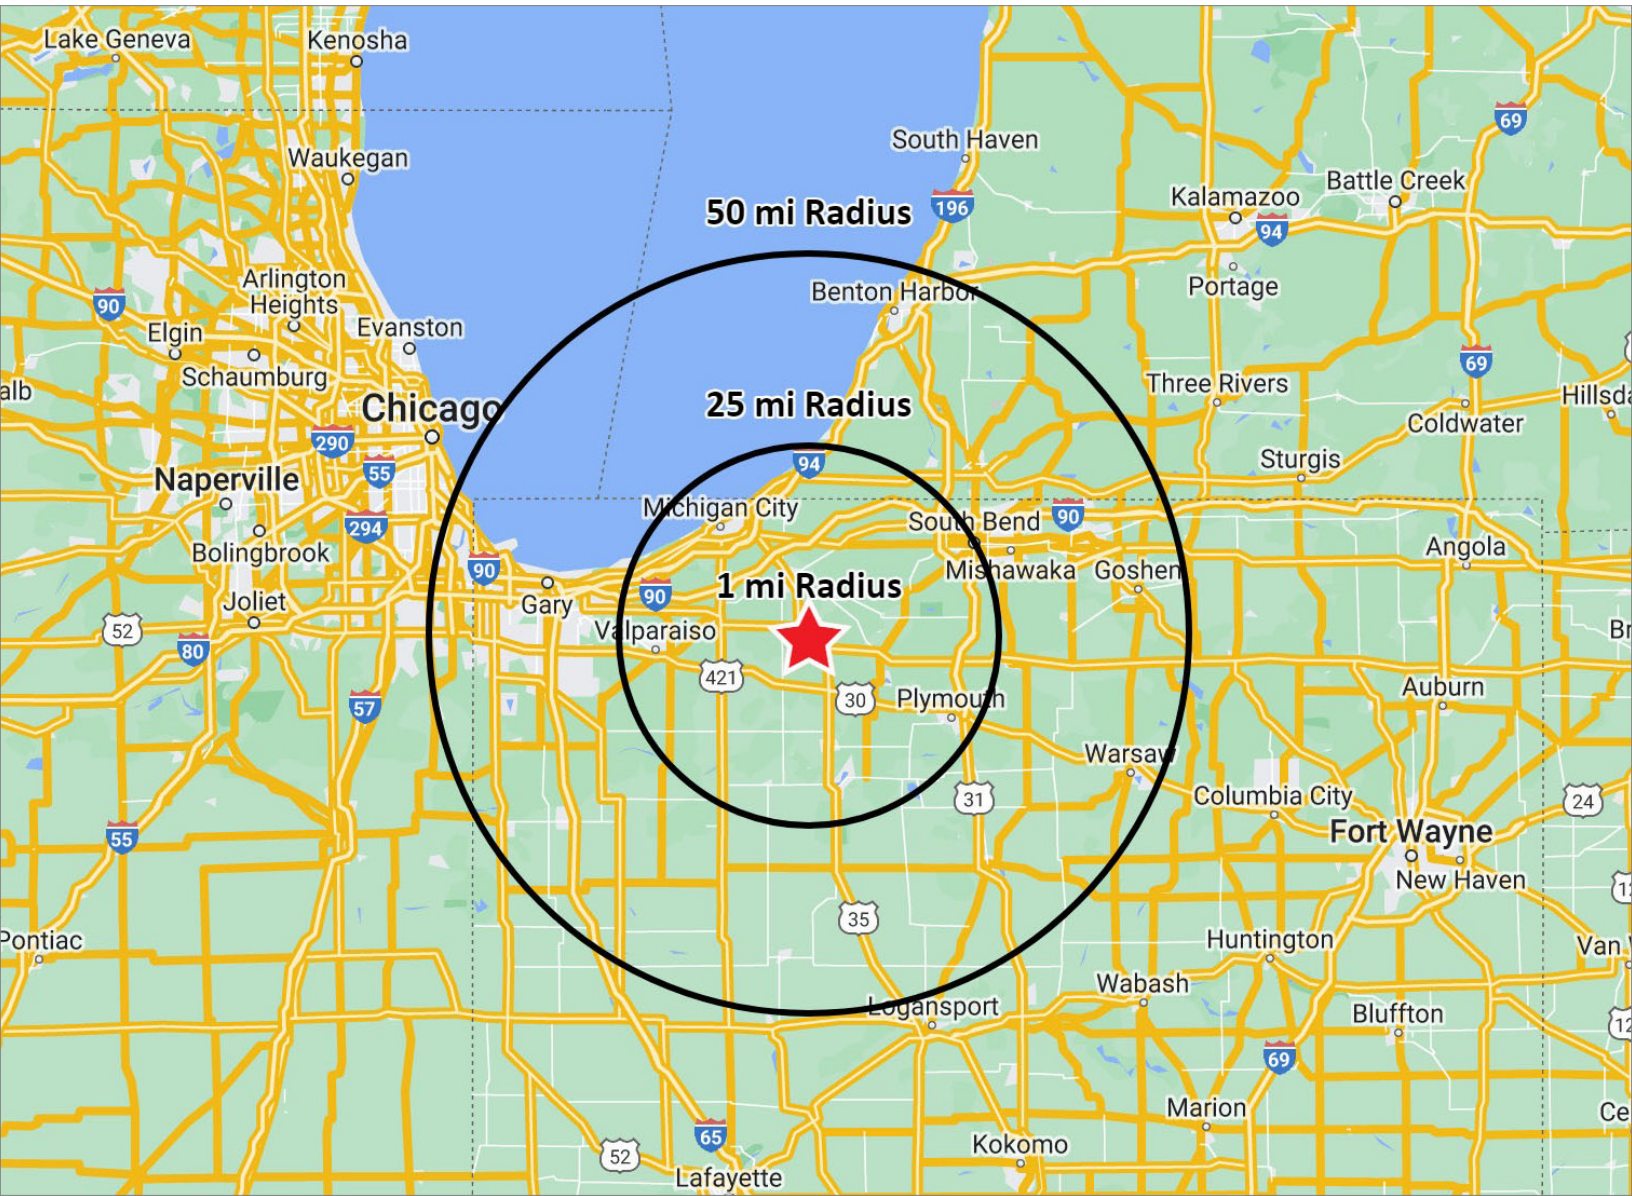 Lake Geneva
Kenosha
69
South Haven
Waukegan
Battle Creek
Kalamazoo
196
50 mi Radius
94
Arlington
Heights
Portage
Benton Harbor
90
Evanston
Elgin
69
Schaumburg
alb
Three Rivers
Hillsda
25 mi Radius
Chicago
Coldwater
290
94
Sturgis
55
Naperville
Michigan City
South Bend
90
294
Bolingbrook
Angola
90
Mishawaka
Goshen
1 mi Radius
90
Joliet
Gary
52
Valparaiso
Br
80
421
Auburn
57
30
Plymouth
Warsaw
31
Columbia City
24
55
Fort Wayne
New Haven
12
35
Pontiac
Huntington
Van
Wabash
Logansport
Bluffton
12
69
Marion
Ce
65
Kokomo
52
Lafayette